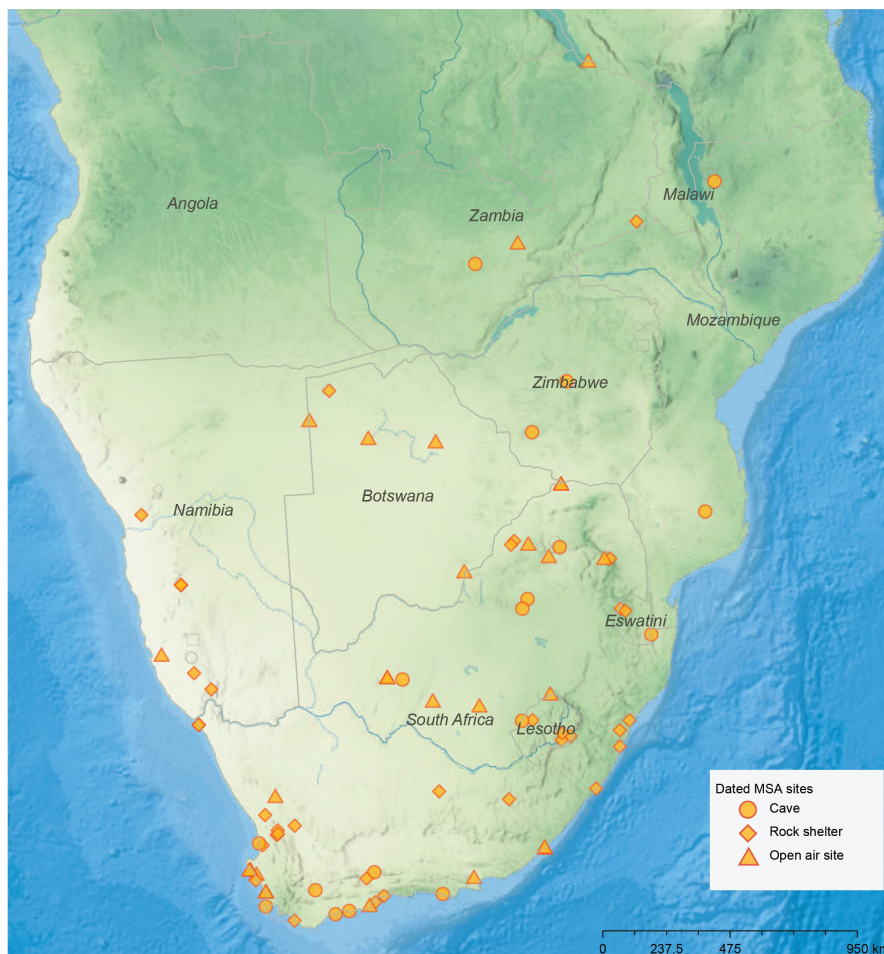 Angola
Zambia
Malawi
Mozambique
Zimbabwe
Botswana
Namibia
Eswatini
South Africa
Lesotho
Dated MSA sites
Cave
Rock shelter
Open air site
0 237.5 475 950 km